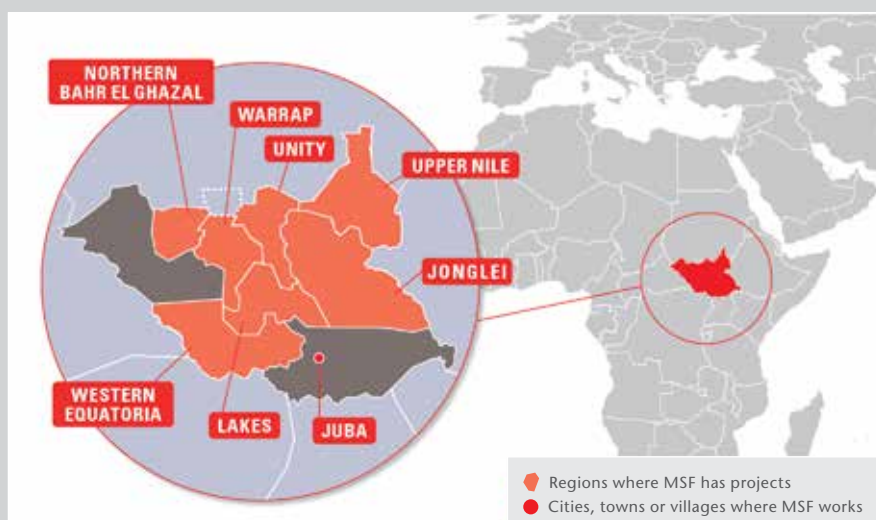 NORTHERN
BAHR EL GHAZAL
WARRAP
UNITY
UPPER NILE
JONGLEI
WESTERN
EQUATORIA
LAKES
JUBA
Regions where MSF has projects
Cities, towns or villages where MSF works